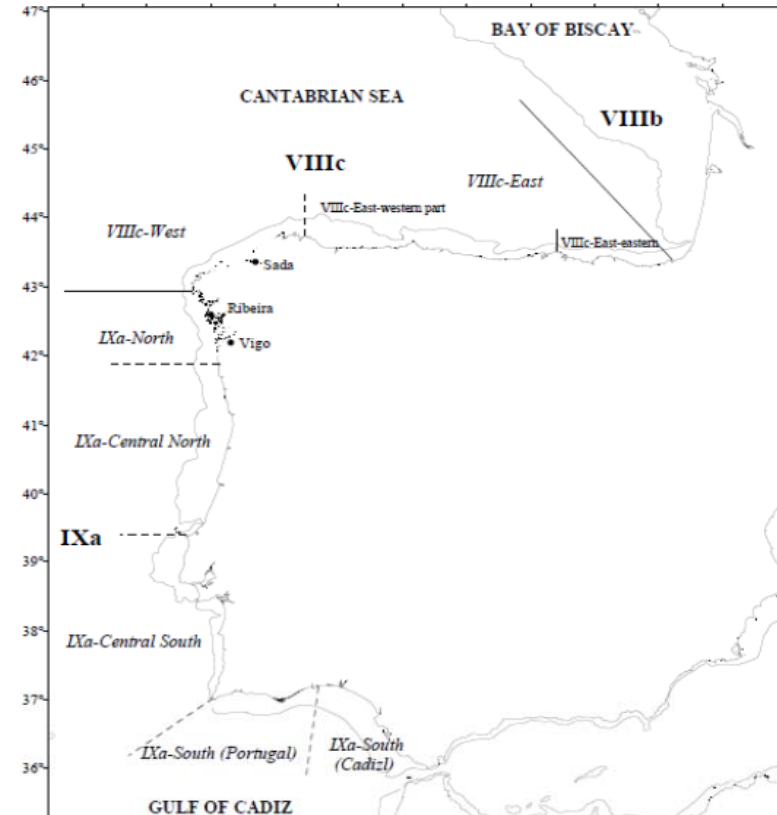 47°
BAY OF BISCAY
46°
CANTABRIAN SEA
VIIIb
45°
VIIIc
VIIIc-East
44°
VIIIc-East-western part
VIIIc-West
VIIIc-East-eastern
Sada
43°
Ribeira
IXa-North
Vigo
42°
41°
IXa-Central North
40°
IXa
39°
38°
IXa-Central South
37°
IXa-South (Portugal)
IXa-South
(Cadizl)
36°
GULF OF CADIZ